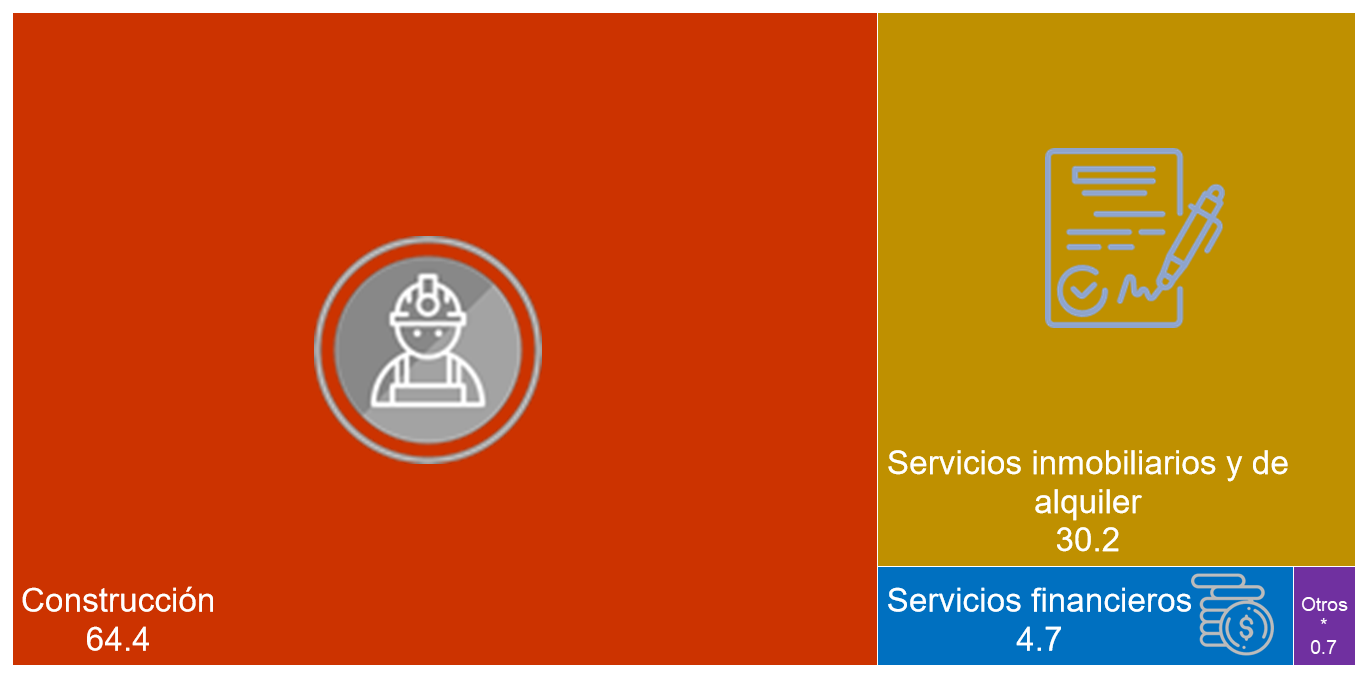 Construcción
64.4
Servicios inmobiliarios y de
alquiler
30.2
Servicios financieros
4.7
$
Otros
*
0.7